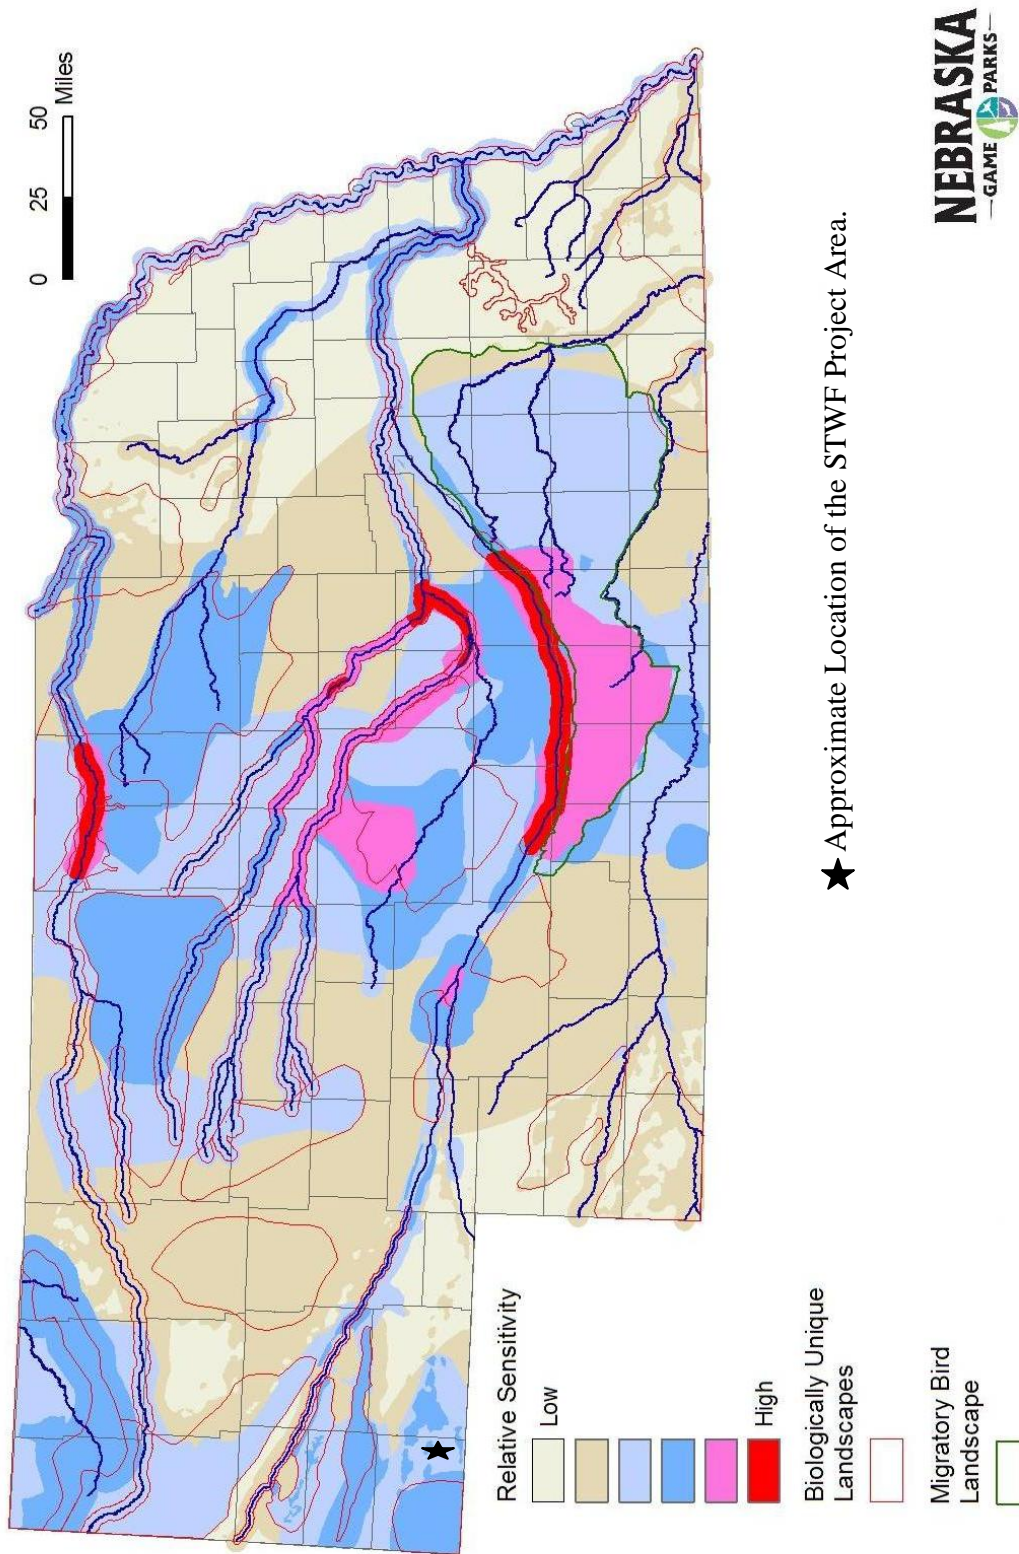 0 25 50
Miles
Relative Sensitivity
Low
High
Biologically Unique
Landscapes
Migratory Bird
Landscape
Approximate Location of the STWF Project Area.
NEBRASKA
GAME PARKS